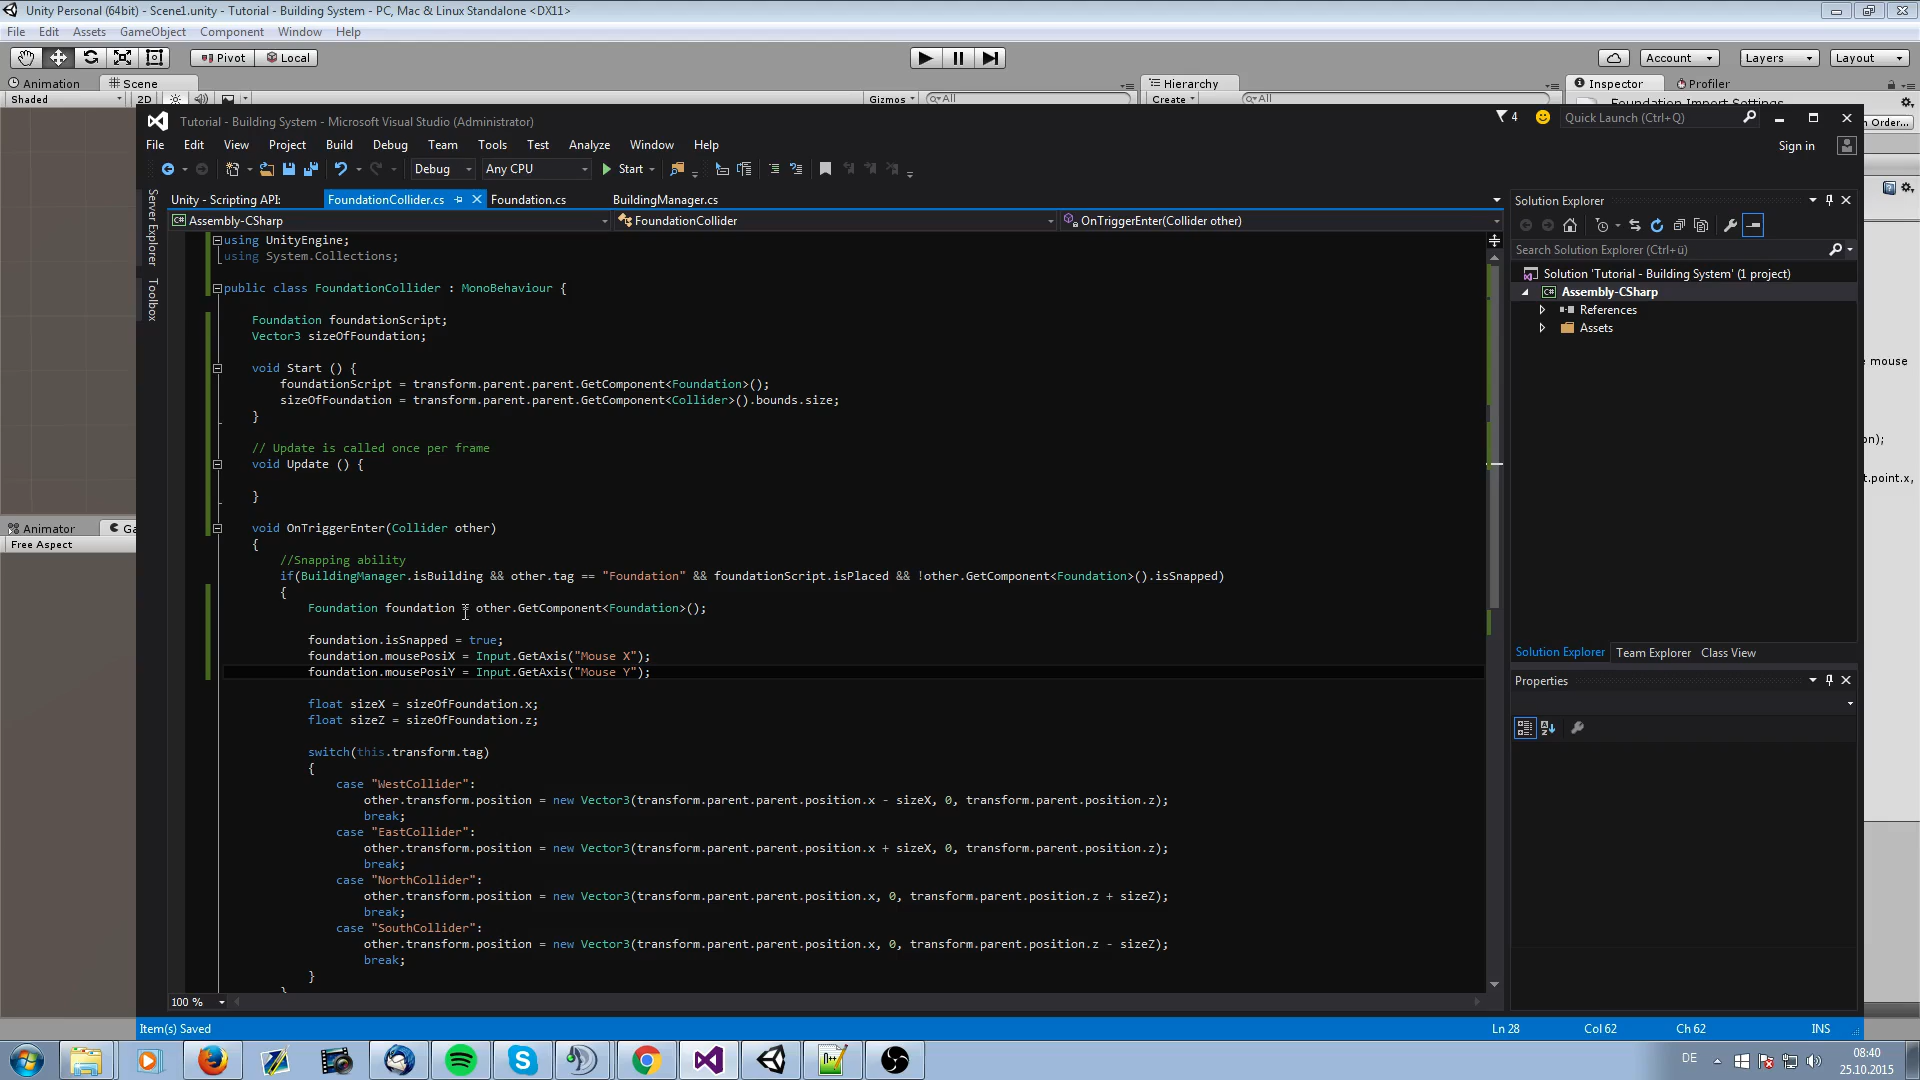 Unity Personal (64bit) - Scene1.unity - Tutorial - Building System - PC, Mac & Linux Standalone <DX11>
File Edit Assets GameObject Component Window Help
Pivot Local Account Layers Layout
Animation Scene Hierarchy Inspector Profiler
Shaded 2D Gizmos All Create All
Foundation Import Settings
n Order...
Tutorial - Building System - Microsoft Visual Studio (Administrator) 4 Quick Launch (Ctrl+Q)
File Edit View Project Build Debug Team Tools Test Analyze Window Help Sign in
Debug Any CPU Start
Unity - Scripting API: FoundationCollider.cs Foundation.cs BuildingManager.cs
Assembly-CSharp FoundationCollider OnTriggerEnter(Collider other)
Server Explorer
Toolbox
using UnityEngine;
using System.Collections;
public class FoundationCollider : MonoBehaviour {
Foundation foundationScript;
Vector3 sizeOfFoundation;
void Start () {
foundationScript = transform.parent.parent.GetComponent<Foundation>();
sizeOfFoundation = transform.parent.parent.GetComponent<Collider>().bounds.size;
}
// Update is called once per frame
void Update () {
}
void OnTriggerEnter(Collider other)
{
//Snapping ability
if(BuildingManager.isBuilding && other.tag == "Foundation" && foundationScript.isPlaced && !other.GetComponent<Foundation>().isSnapped)
{
Foundation foundation = other.GetComponent<Foundation>();
foundation.isSnapped = true;
foundation.mousePosiX = Input.GetAxis("Mouse X");
foundation.mousePosiY = Input.GetAxis("Mouse Y");
float sizeX = sizeOfFoundation.x;
float sizeZ = sizeOfFoundation.z;
switch(this.transform.tag)
{
case "WestCollider":
other.transform.position = new Vector3(transform.parent.parent.position.x - sizeX, 0, transform.parent.position.z);
break;
case "EastCollider":
other.transform.position = new Vector3(transform.parent.parent.position.x + sizeX, 0, transform.parent.position.z);
break;
case "NorthCollider":
other.transform.position = new Vector3(transform.parent.parent.position.x, 0, transform.parent.position.z + sizeZ);
break;
case "SouthCollider":
other.transform.position = new Vector3(transform.parent.parent.position.x, 0, transform.parent.position.z - sizeZ);
break;
}
100 %
Solution Explorer
Search Solution Explorer (Ctrl+ü)
Solution 'Tutorial - Building System' (1 project)
Assembly-CSharp
References
Assets
Solution Explorer Team Explorer Class View
Properties
e mouse
on);
t.point.x,
Animator Ga
Free Aspect
Item(s) Saved Ln 28 Col 62 Ch 62 INS
DE 08:40
25.10.2015